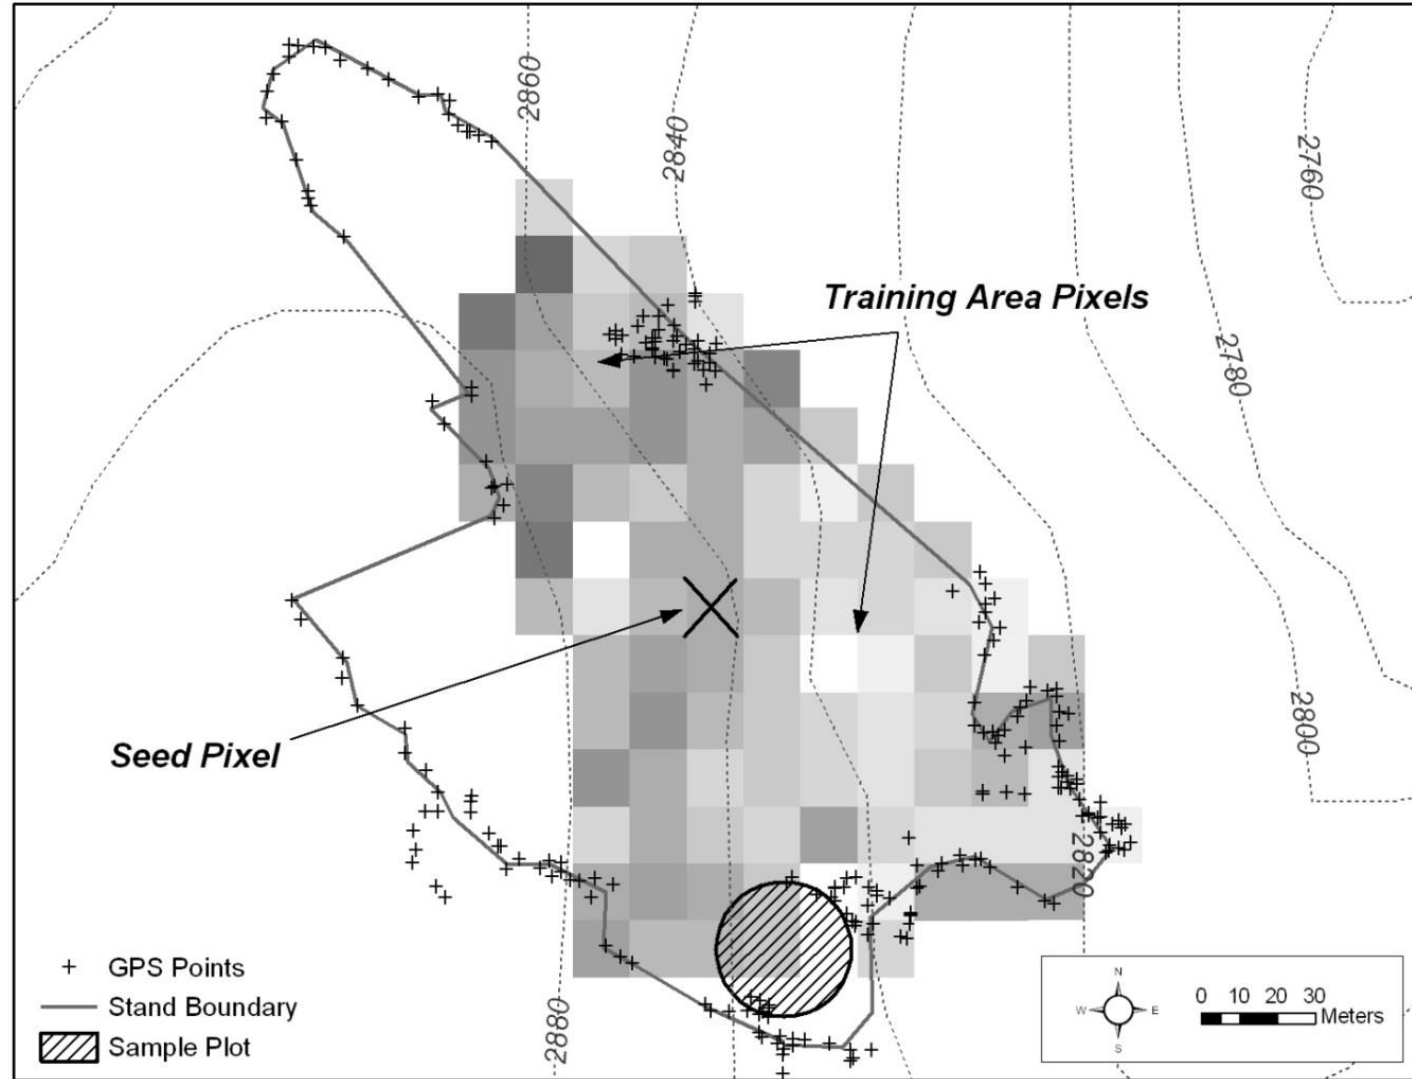 2860
2840
2760
Training Area Pixels
2780
Seed Pixel
2800
2820
2880
GPS Points
Stand Boundary
Sample Plot
N
W E
S
0 10 20 30
Meters